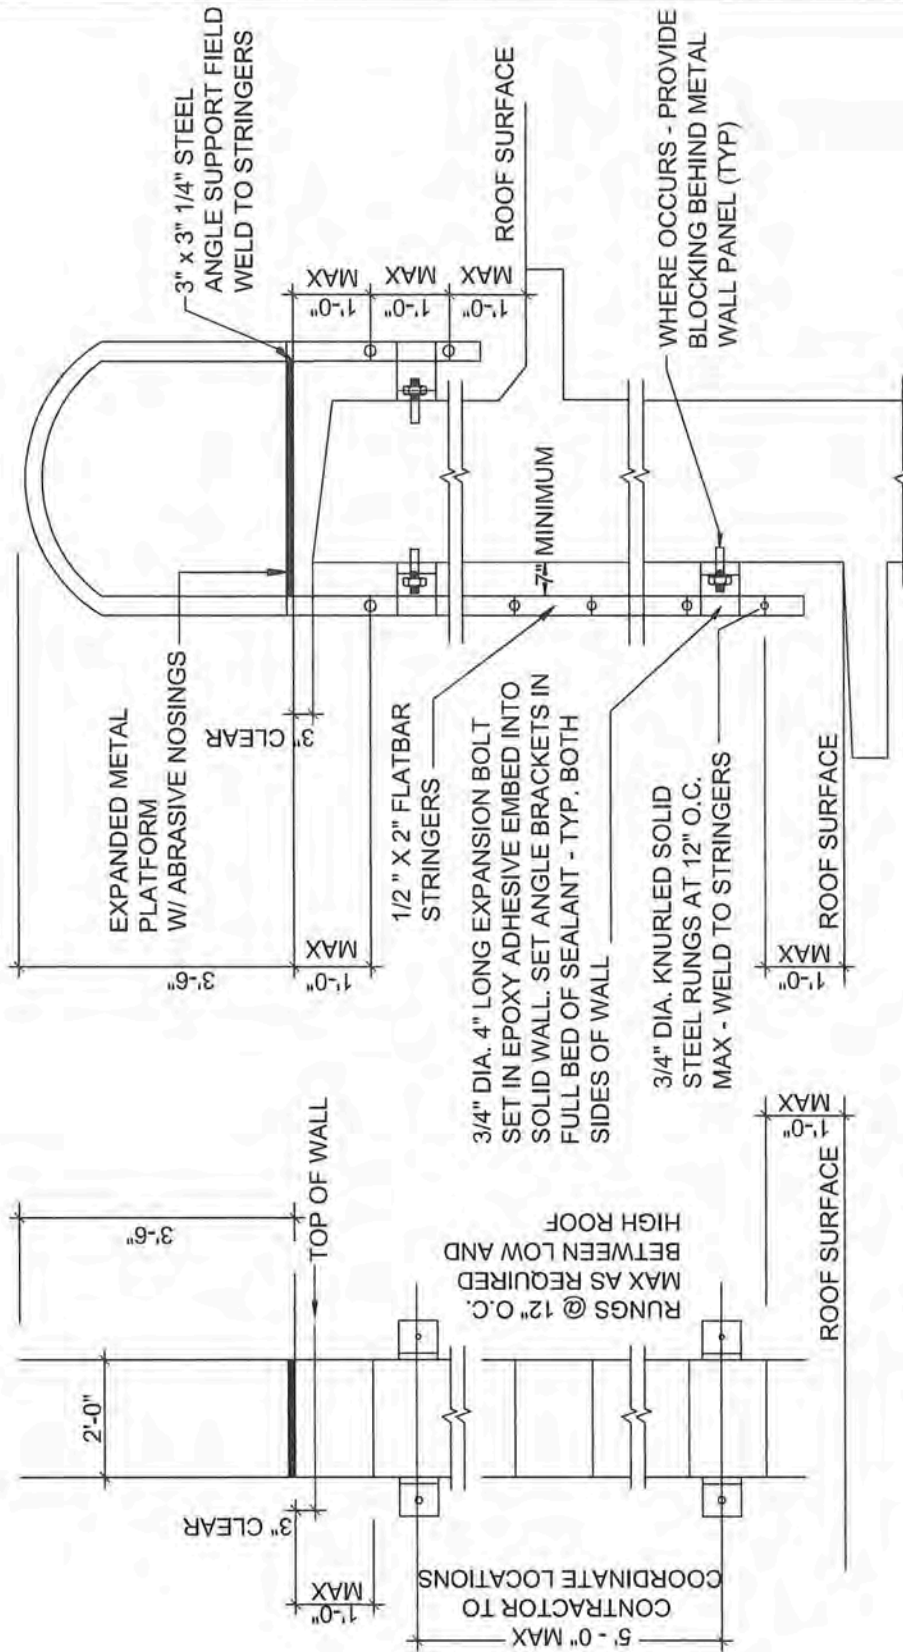 2'-0"
3'-6"
3" CLEAR
TOP OF WALL
1'-0"
MAX
5' - 0" MAX
CONTRACTOR TO
COORDINATE LOCATIONS
RUNGS @ 12" O.C.
MAX AS REQUIRED
BETWEEN LOW AND
HIGH ROOF
1'-0"
MAX
ROOF SURFACE
EXPANDED METAL
PLATFORM
W/ ABRASIVE NOSINGS
3'-6"
3" CLEAR
1'-0"
MAX
1/2 " X 2" FLATBAR
STRINGERS
3/4" DIA. 4" LONG EXPANSION BOLT
SET IN EPOXY ADHESIVE EMBED INTO
SOLID WALL. SET ANGLE BRACKETS IN
FULL BED OF SEALANT - TYP. BOTH
SIDES OF WALL
3/4" DIA. KNURLED SOLID
STEEL RUNGS AT 12" O.C.
MAX - WELD TO STRINGERS
1'-0"
MAX
ROOF SURFACE
7" MINIMUM
3" x 3" 1/4" STEEL
ANGLE SUPPORT FIELD
WELD TO STRINGERS
1'-0"
MAX
1'-0"
MAX
1'-0"
MAX
ROOF SURFACE
WHERE OCCURS - PROVIDE
BLOCKING BEHIND METAL
WALL PANEL (TYP)